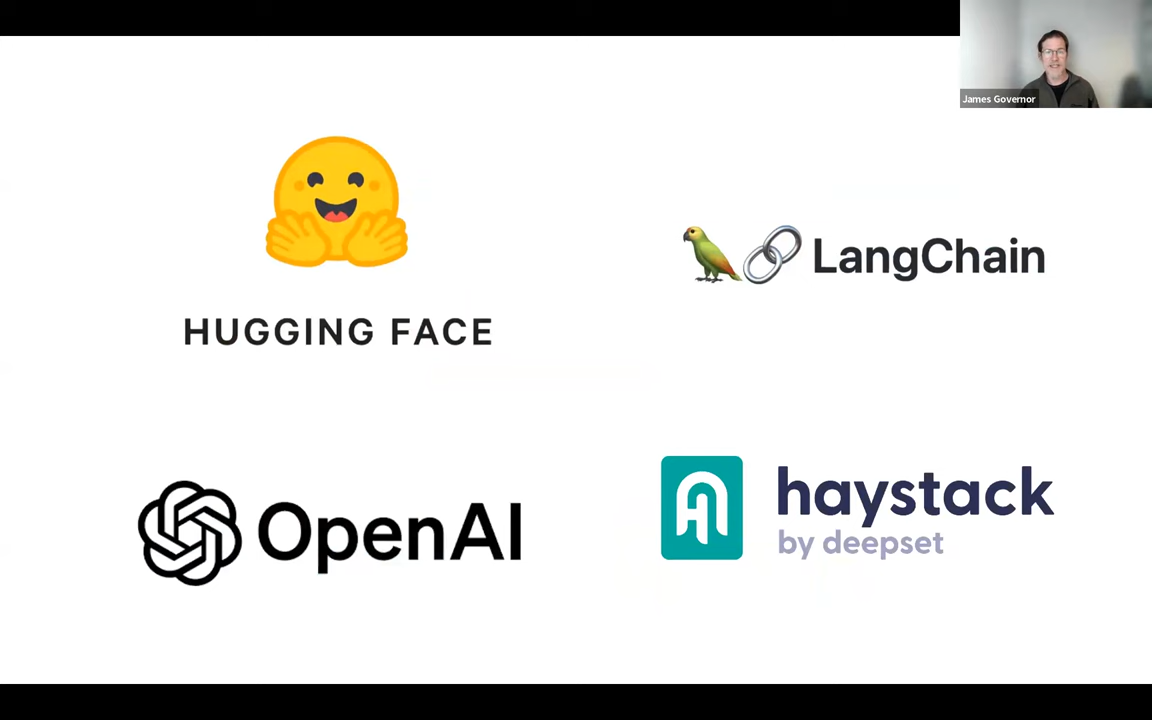 James Governor
HUGGING FACE
LangChain
OpenAI
haystack
by deepset